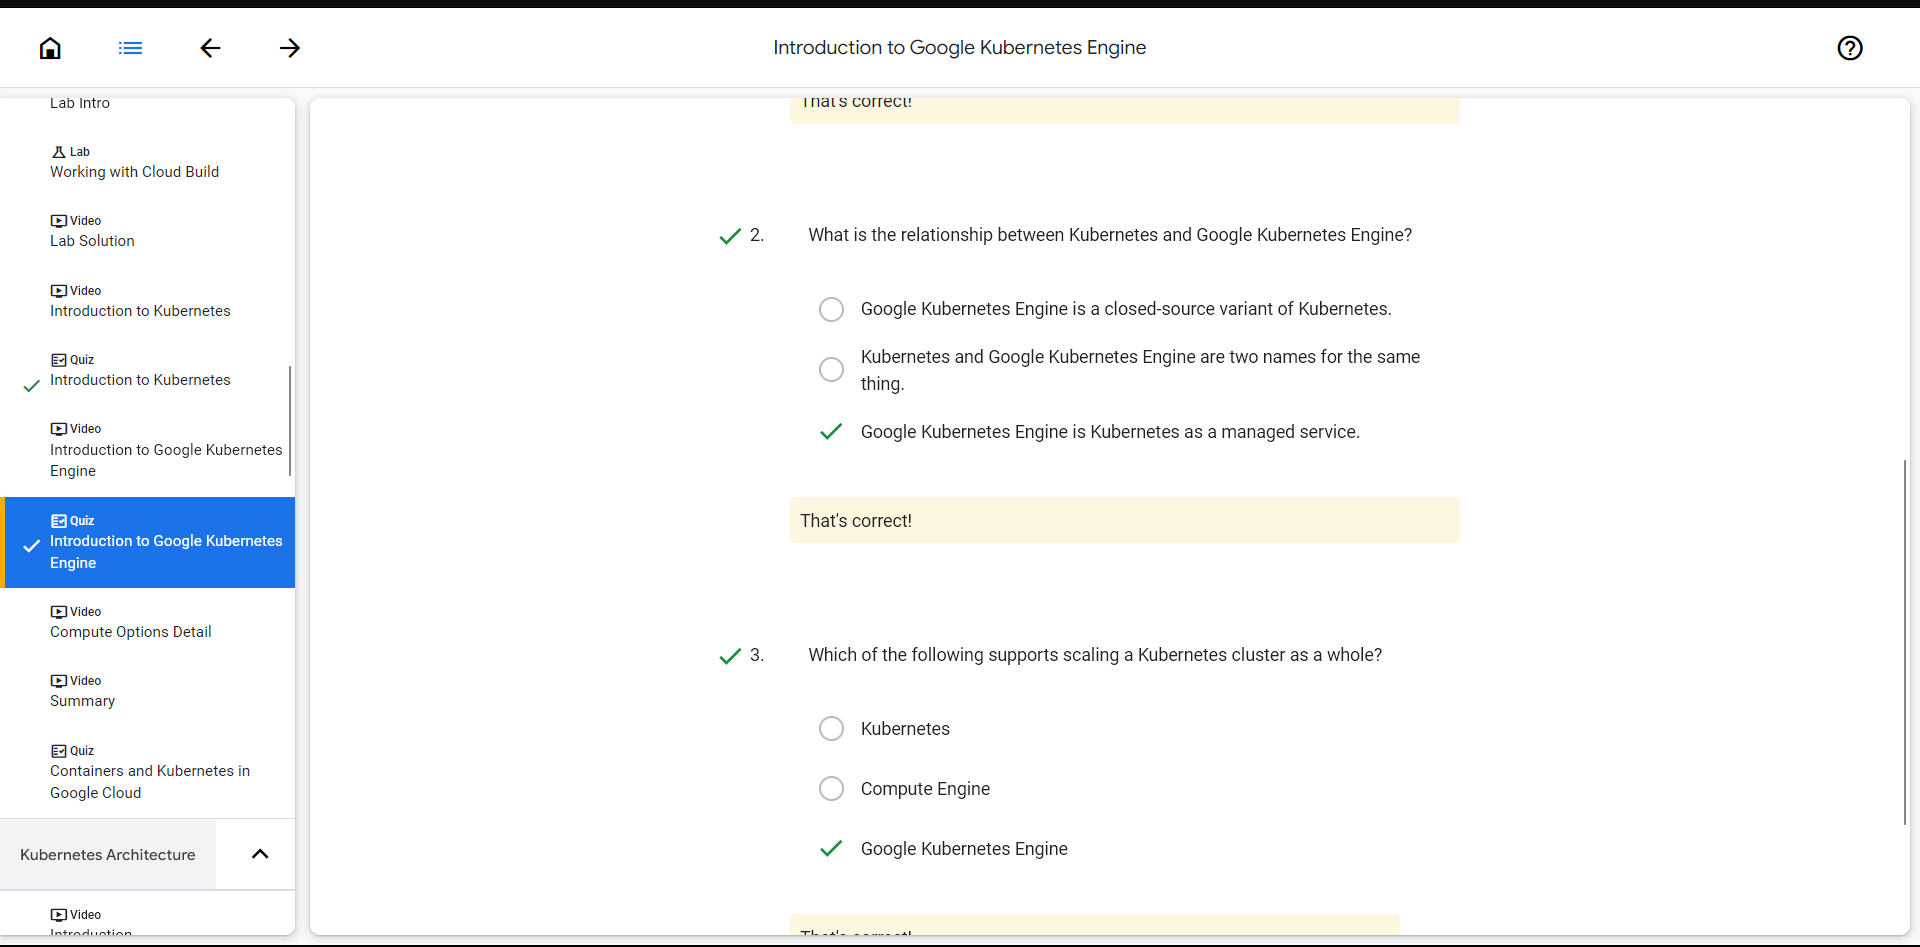 Introduction to Google Kubernetes Engine
Lab Intro
Lab
Working with Cloud Build
Video
Lab Solution
Video
Introduction to Kubernetes
Quiz
Introduction to Kubernetes
Video
Introduction to Google Kubernetes
Engine
Quiz
Introduction to Google Kubernetes
Engine
Video
Compute Options Detail
Video
Summary
Quiz
Containers and Kubernetes in
Google Cloud
Kubernetes Architecture
Video
Introduction
That's correct!
2. What is the relationship between Kubernetes and Google Kubernetes Engine?
Google Kubernetes Engine is a closed-source variant of Kubernetes.
Kubernetes and Google Kubernetes Engine are two names for the same
thing.
Google Kubernetes Engine is Kubernetes as a managed service.
That's correct!
3. Which of the following supports scaling a Kubernetes cluster as a whole?
Kubernetes
Compute Engine
Google Kubernetes Engine
That's correct!